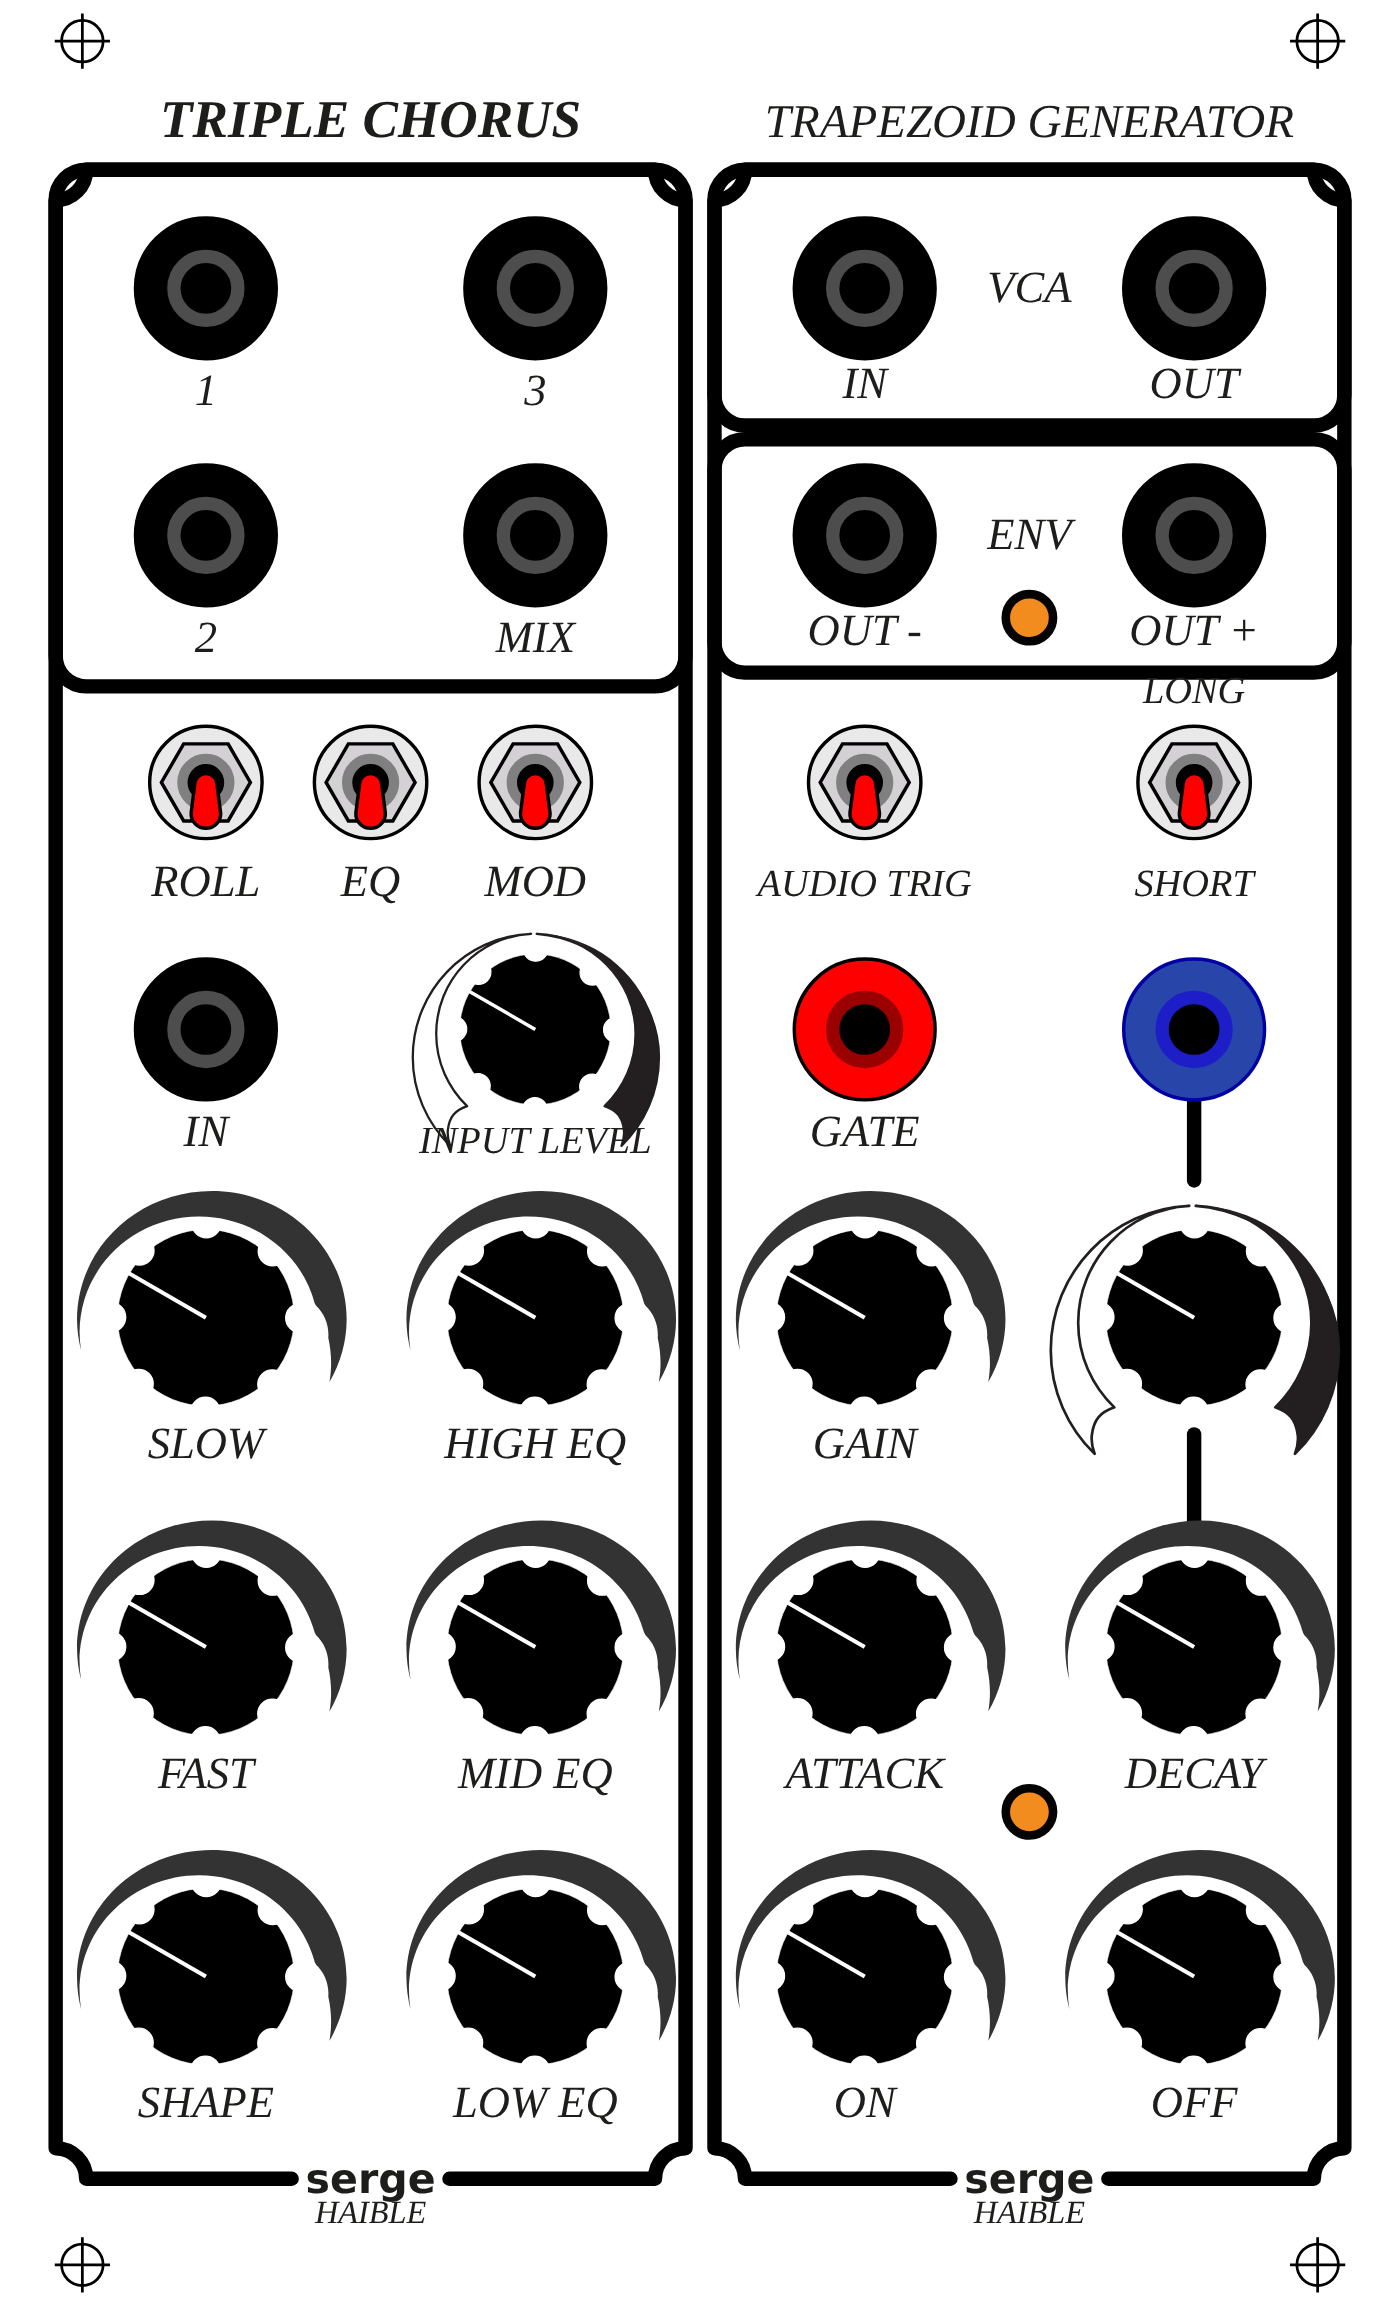 TRIPLE CHORUS
1
3
2
MIX
ROLL
EQ
MOD
IN
INPUT LEVEL
SLOW
HIGH EQ
FAST
MID EQ
SHAPE
LOW EQ
serge
HAIBLE
TRAPEZOID GENERATOR
VCA
IN
OUT
ENV
OUT -
OUT +
LONG
AUDIO TRIG
SHORT
GATE
GAIN
ATTACK
DECAY
ON
OFF
serge
HAIBLE